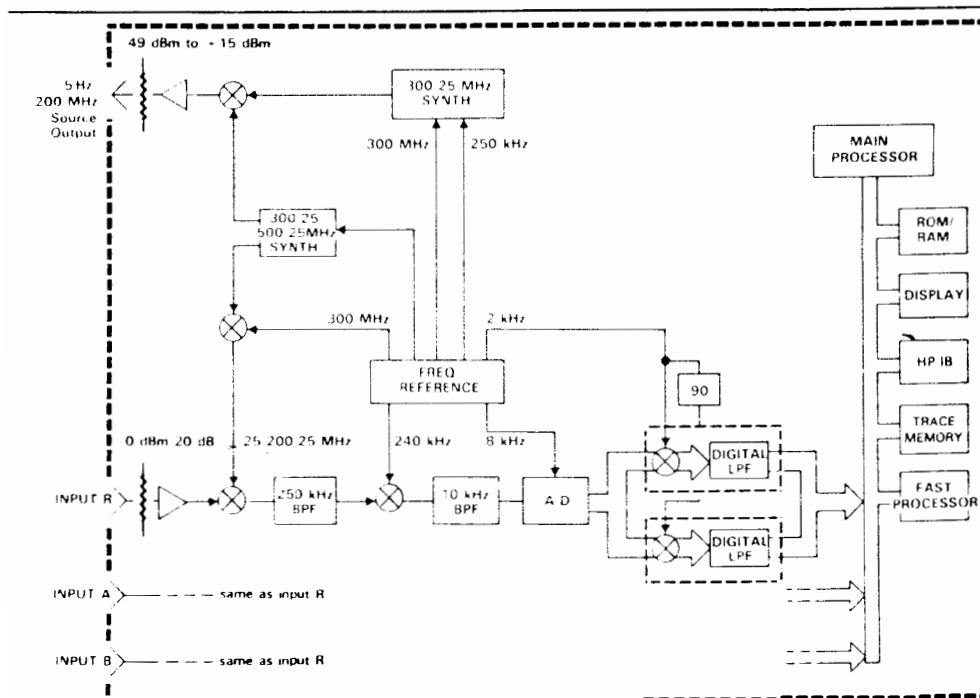 49 dBm to + 15 dBm
5 Hz
200 MHz
Source
Output
300 25 MHz
SYNTH
300 MHz
250 kHz
MAIN
PROCESSOR
300 25
500 25MHz
SYNTH
ROM/
RAM
DISPLAY
300 MHz
2 kHz
FREQ
REFERENCE
HP IB
90
0 dBm 20 dB
25 200 25 MHz
240 kHz
8 kHz
TRACE
MEMORY
DIGITAL
LPF
INPUT R
250 kHz
BPF
10 kHz
BPF
A D
FAST
PROCESSOR
DIGITAL
LPF
INPUT A
same as input R
INPUT B
same as input R